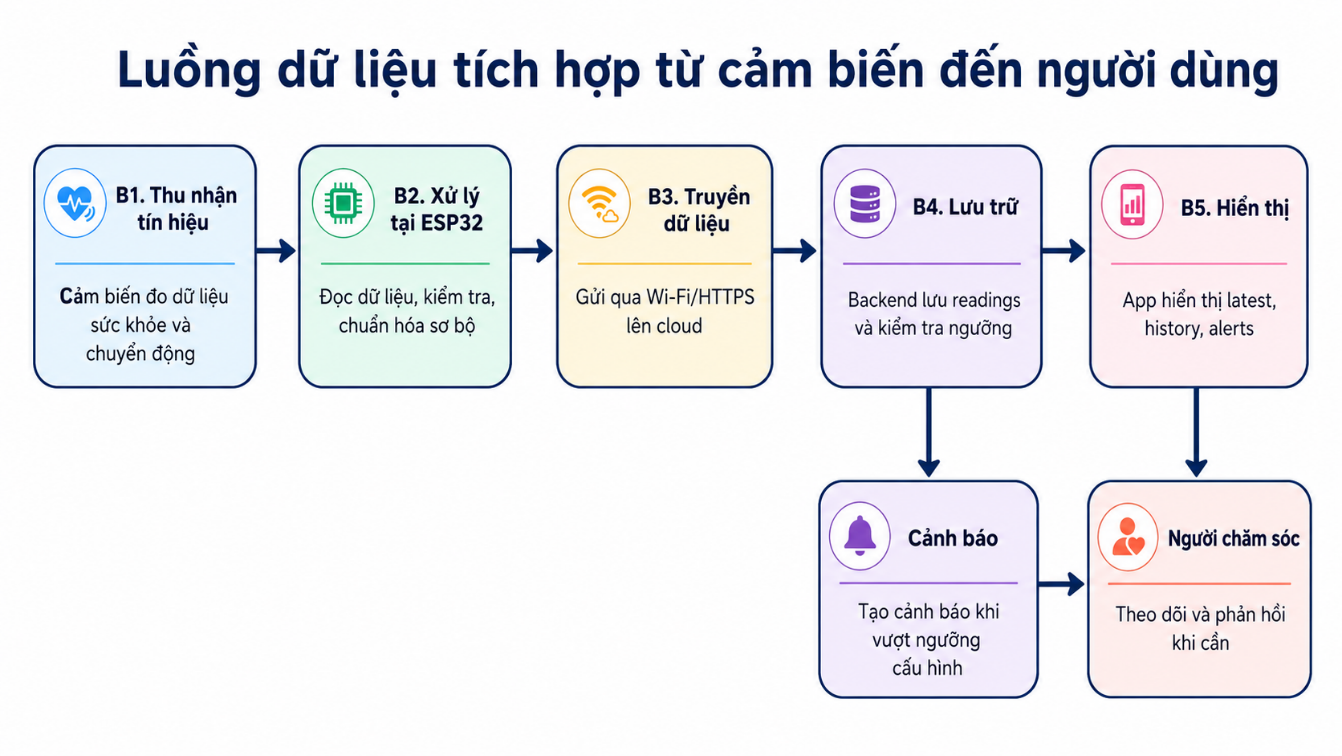 Luồng dữ liệu tích hợp từ cảm biến đến người dùng
B1. Thu nhận
tín hiệu
Cảm biến đo dữ liệu
sức khỏe và
chuyển động
B2. Xử lý
tại ESP32
Đọc dữ liệu, kiểm tra,
chuẩn hóa sơ bộ
B3. Truyền
dữ liệu
Gửi qua Wi-Fi/HTTPS
lên cloud
B4. Lưu trữ
Backend lưu readings
và kiểm tra ngưỡng
B5. Hiển thị
App hiển thị latest,
history, alerts
Cảnh báo
Tạo cảnh báo khi
vượt ngưỡng
cấu hình
Người chăm sóc
Theo dõi và phản hồi
khi cần